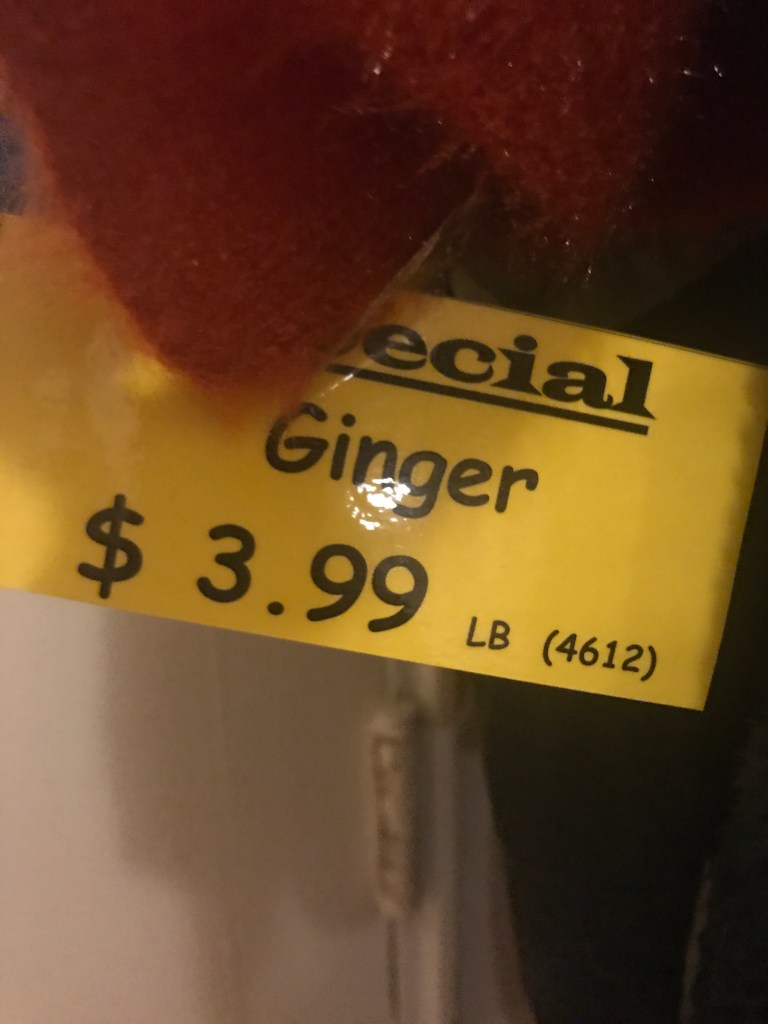 ecial
Ginger
$ 3.99 LB (4612)